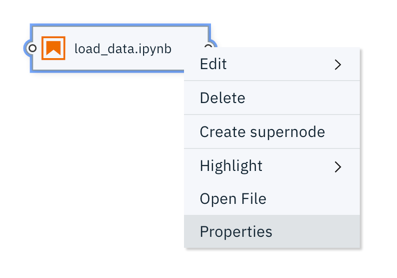 load_data.ipynb
Edit
Delete
Create supernode
Highlight
Open File
Properties